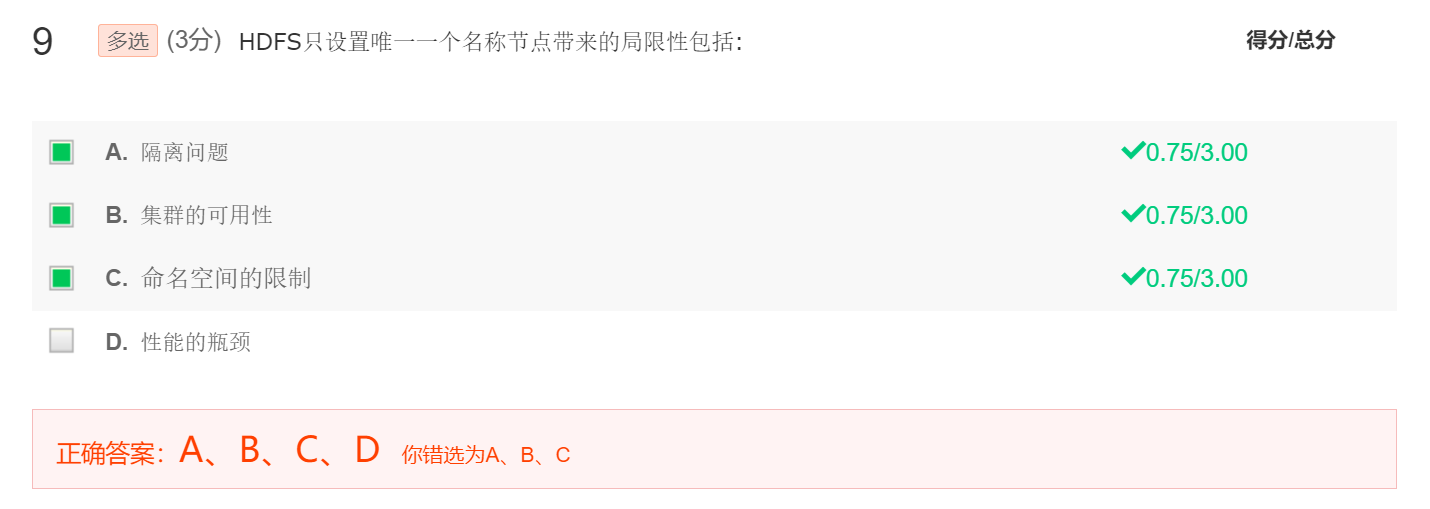 9 多选 (3分) HDFS只设置唯一一个名称节点带来的局限性包括: 得分/总分
A. 隔离问题 0.75/3.00
B. 集群的可用性 0.75/3.00
C. 命名空间的限制 0.75/3.00
D. 性能的瓶颈
正确答案：A、B、C、D 你错选为A、B、C